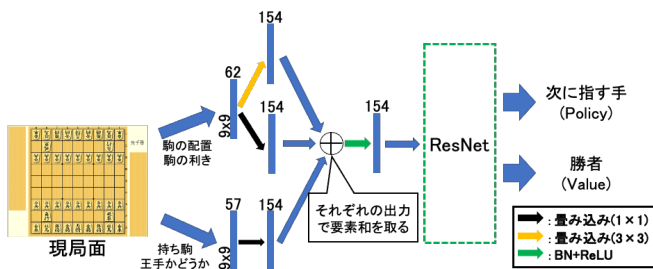 現局面
駒の配置
駒の利き
持ち駒
王手かどうか
62
9x9
57
9x9
154
154
154
154
それぞれの出力
で要素和を取る
ResNet
次に指す手
(Policy)
勝者
(Value)
: 畳み込み(1×1)
: 畳み込み(3×3)
: BN+ReLU